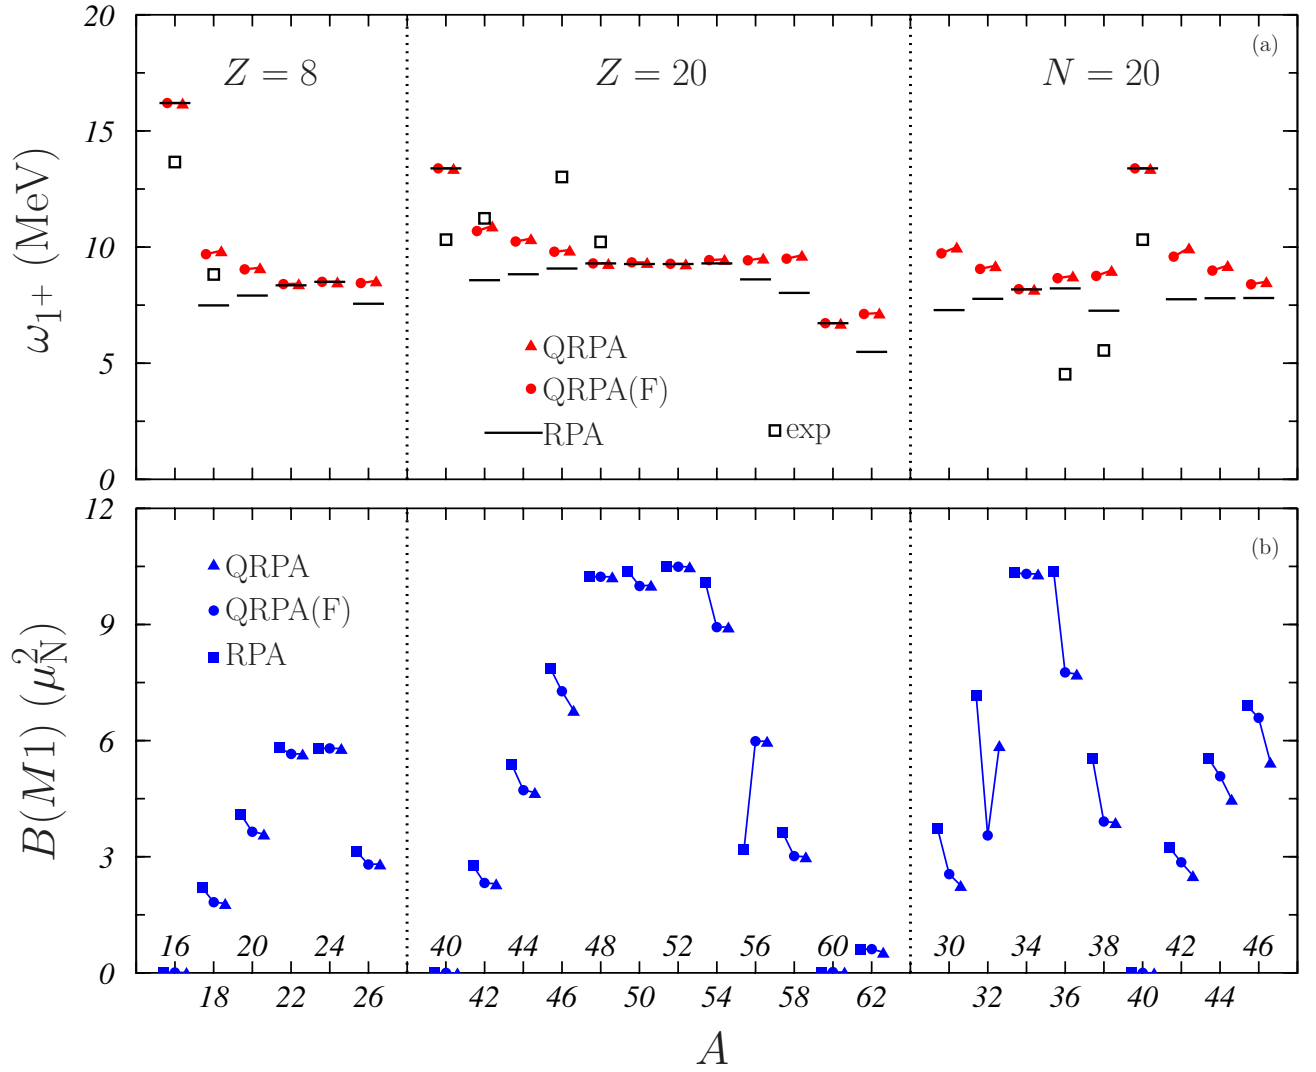 20
15
10
5
0
ω1+ (MeV)
Z = 8
Z = 20
N = 20
(a)
QRPA
QRPA(F)
RPA
exp
12
9
6
3
0
B(M1) (μ²N)
(b)
QRPA
QRPA(F)
RPA
16 20 24 40 44 48 52 56 60 30 34 38 42 46
18 22 26 42 46 50 54 58 62 32 36 40 44
A